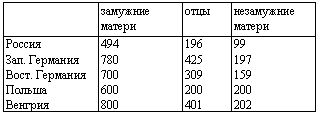 замужние матери отцы незамужние матери
Россия 494 196 99
Зап. Германия 780 425 197
Вост. Германия 700 309 159
Польша 600 200 200
Венгрия 800 401 202